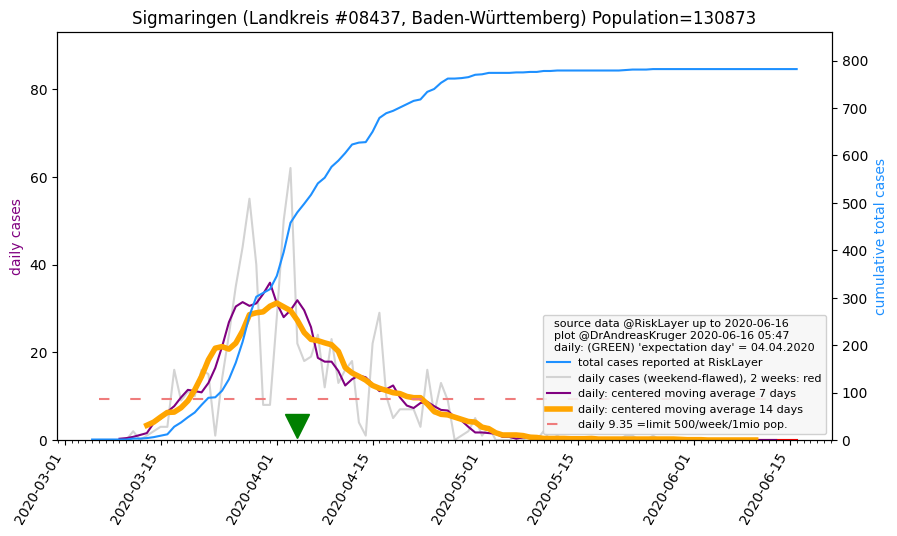 Sigmaringen (Landkreis #08437, Baden-Württemberg) Population=130873
daily cases
80
60
40
20
0
800
700
600
500
400
300
200
100
0
cumulative total cases
source data @RiskLayer up to 2020-06-16
plot @DrAndreasKruger 2020-06-16 05:47
daily: (GREEN) 'expectation day' = 04.04.2020
total cases reported at RiskLayer
daily cases (weekend-flawed), 2 weeks: red
daily: centered moving average 7 days
daily: centered moving average 14 days
daily 9.35 =limit 500/week/1mio pop.
2020-03-01
2020-03-15
2020-04-01
2020-04-15
2020-05-01
2020-05-15
2020-06-01
2020-06-15